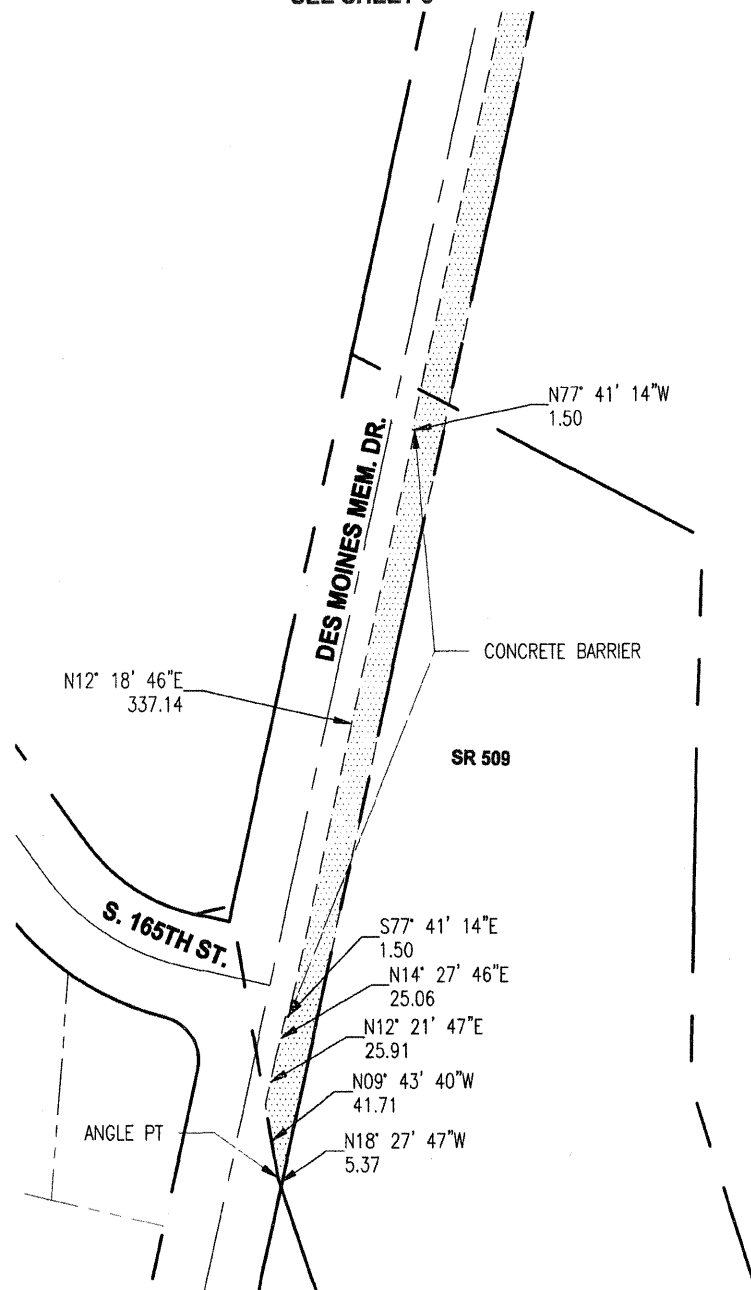 N77° 41' 14"W
1.50
DES MOINES MEM. DR.
CONCRETE BARRIER
N12° 18' 46"E
337.14
SR 509
S. 165TH ST.
S77° 41' 14"E
1.50
N14° 27' 46"E
25.06
N12° 21' 47"E
25.91
N09° 43' 40"W
41.71
ANGLE PT
N18° 27' 47"W
5.37